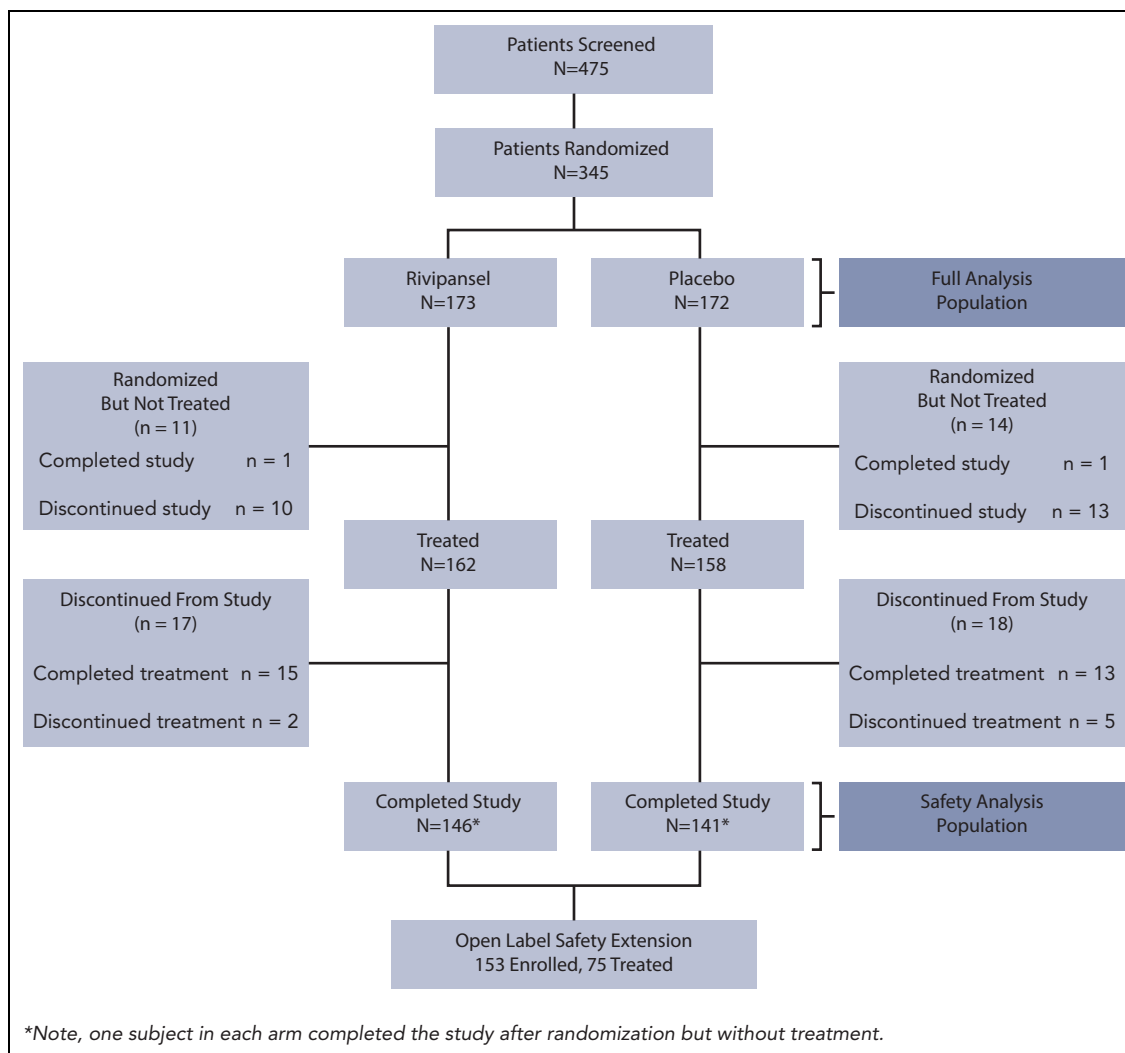 Patients Screened
N=475
Patients Randomized
N=345
Rivipansel
N=173
Placebo
N=172
Full Analysis
Population
Randomized
But Not Treated
(n = 11)
Completed study n = 1
Discontinued study n = 10
Randomized
But Not Treated
(n = 14)
Completed study n = 1
Discontinued study n = 13
Treated
N=162
Treated
N=158
Discontinued From Study
(n = 17)
Completed treatment n = 15
Discontinued treatment n = 2
Discontinued From Study
(n = 18)
Completed treatment n = 13
Discontinued treatment n = 5
Completed Study
N=146*
Completed Study
N=141*
Safety Analysis
Population
Open Label Safety Extension
153 Enrolled, 75 Treated
*Note, one subject in each arm completed the study after randomization but without treatment.